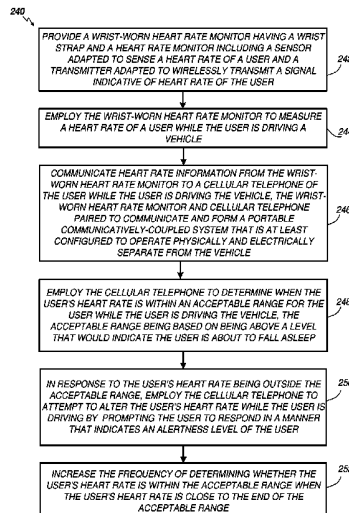 240
PROVIDE A WRIST-WORN HEART RATE MONITOR HAVING A WRIST
STRAP AND A HEART RATE MONITOR INCLUDING A SENSOR
ADAPTED TO SENSE A HEART RATE OF A USER AND A
TRANSMITTER ADAPTED TO WIRELESSLY TRANSMIT A SIGNAL
INDICATIVE OF HEART RATE OF THE USER
EMPLOY THE WRIST-WORN HEART RATE MONITOR TO MEASURE
A HEART RATE OF A USER WHILE THE USER IS DRIVING A
VEHICLE
COMMUNICATE HEART RATE INFORMATION FROM THE WRIST-
WORN HEART RATE MONITOR TO A CELLULAR TELEPHONE OF
THE USER WHILE THE USER IS DRIVING THE VEHICLE, THE WRIST-
WORN HEART RATE MONITOR AND CELLULAR TELEPHONE
PAIRED TO COMMUNICATE AND FORM A PORTABLE
COMMUNICATIVELY-COUPLED SYSTEM THAT IS AT LEAST
CONFIGURED TO OPERATE PHYSICALLY AND ELECTRICALLY
SEPARATE FROM THE VEHICLE
246
EMPLOY THE CELLULAR TELEPHONE TO DETERMINE WHEN THE
USER'S HEART RATE IS WITHIN AN ACCEPTABLE RANGE FOR THE
USER WHILE THE USER IS DRIVING THE VEHICLE, THE
ACCEPTABLE RANGE BEING BASED ON BEING ABOVE A LEVEL
THAT WOULD INDICATE THE USER IS ABOUT TO FALL ASLEEP
248
IN RESPONSE TO THE USER'S HEART RATE BEING OUTSIDE THE
ACCEPTABLE RANGE, EMPLOY THE CELLULAR TELEPHONE TO
ATTEMPT TO ALTER THE USER'S HEART RATE WHILE THE USER IS
DRIVING BY PROMPTING THE USER TO RESPOND IN A MANNER
THAT INDICATES AN ALERTNESS LEVEL OF THE USER
INCREASE THE FREQUENCY OF DETERMINING WHETHER THE
USER'S HEART RATE IS WITHIN THE ACCEPTABLE RANGE WHEN
THE USER'S HEART RATE IS CLOSE TO THE END OF THE
ACCEPTABLE RANGE